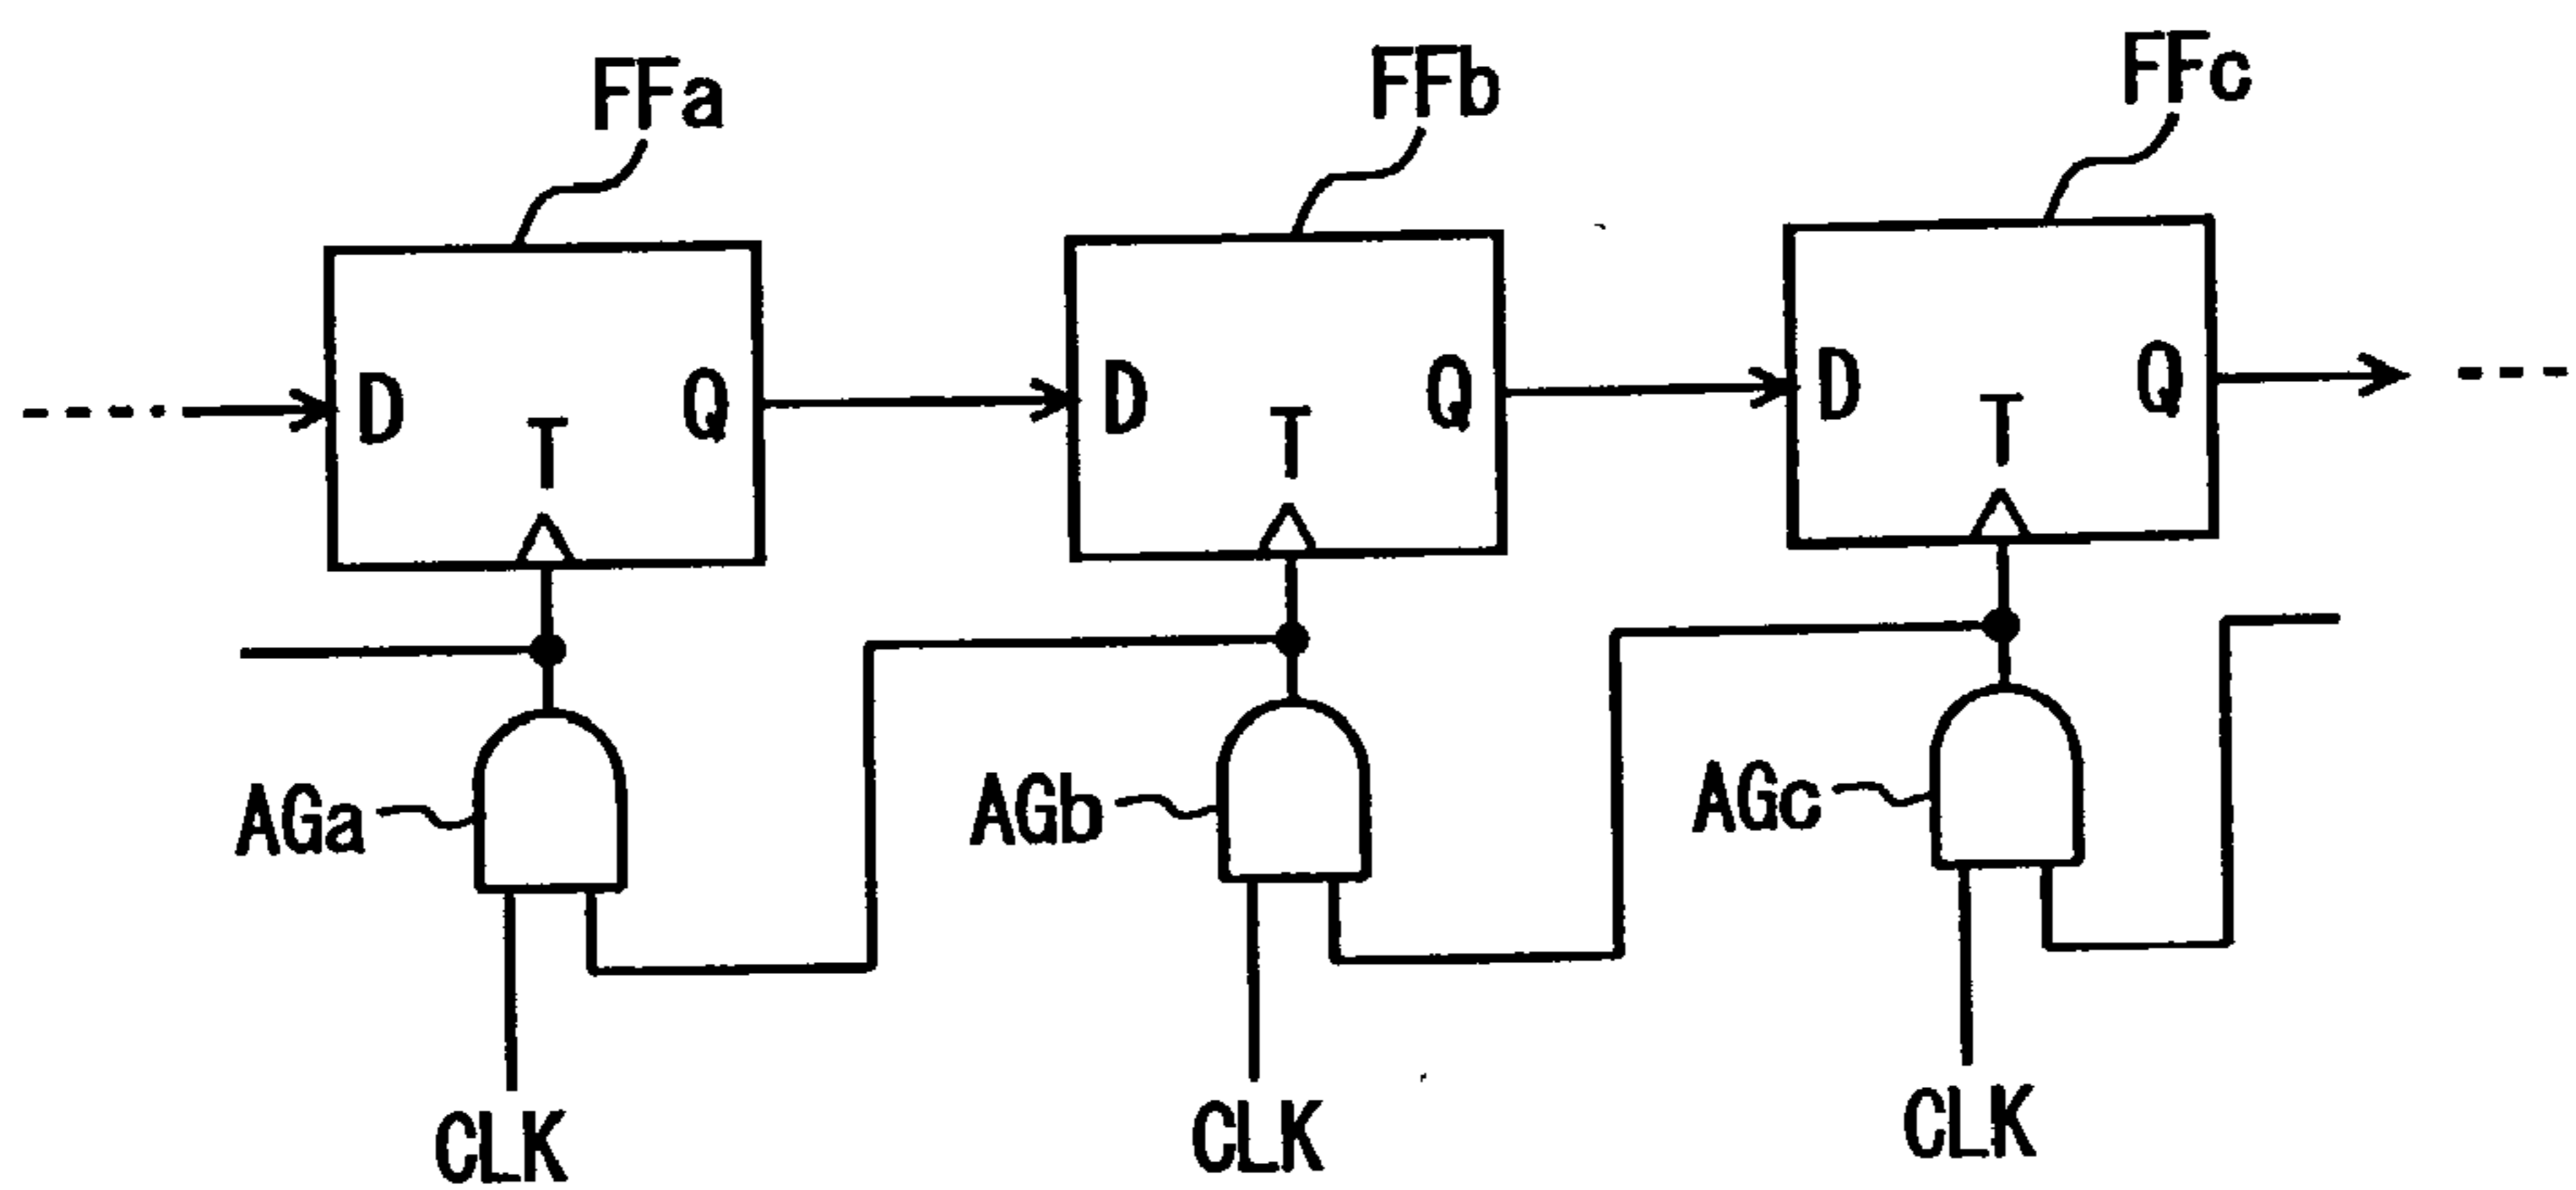 FFa
FFb
FFc
D T Q
D T Q
D T Q
AGa
AGb
AGc
CLK
CLK
CLK